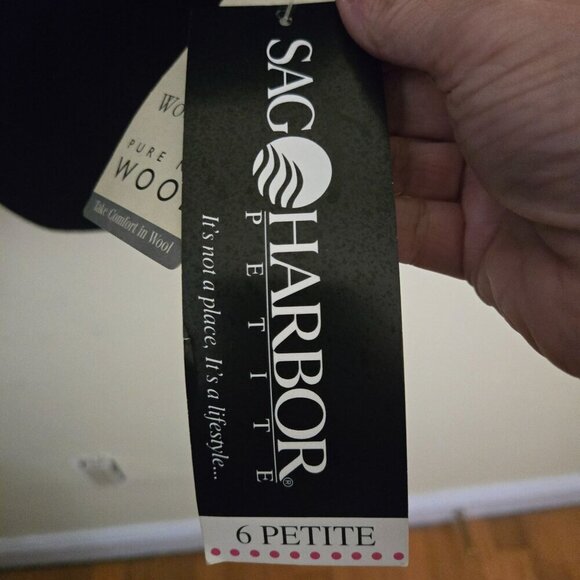 SAG HARBOR®
PETITE
It's not a place, It's a lifestyle...
6 PETITE
PURE
WOOL
Take Comfort in Wool